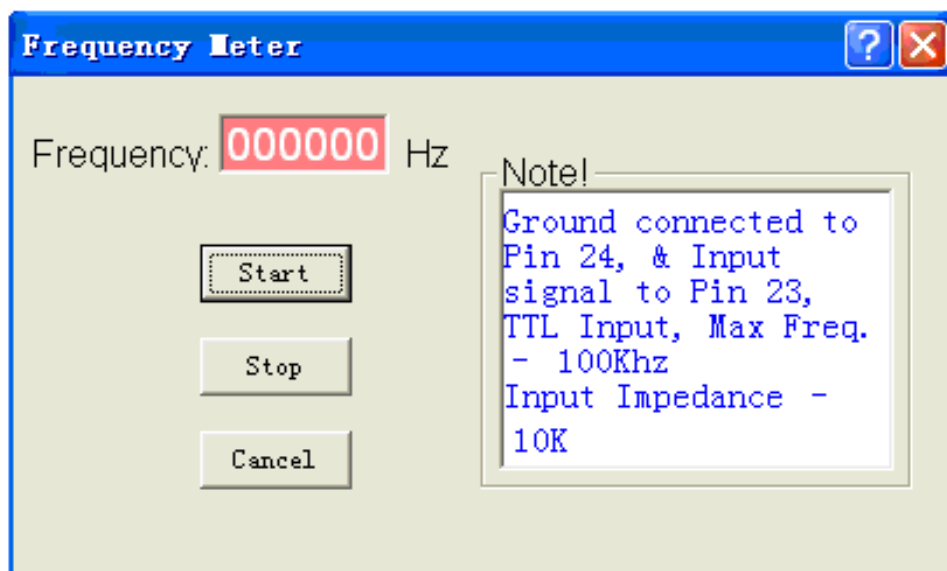 Frequency Meter
Frequency: 000000 Hz
Note!
Ground connected to
Pin 24, & Input
signal to Pin 23,
TTL Input, Max Freq.
- 100Khz
Input Impedance -
10K
Start
Stop
Cancel